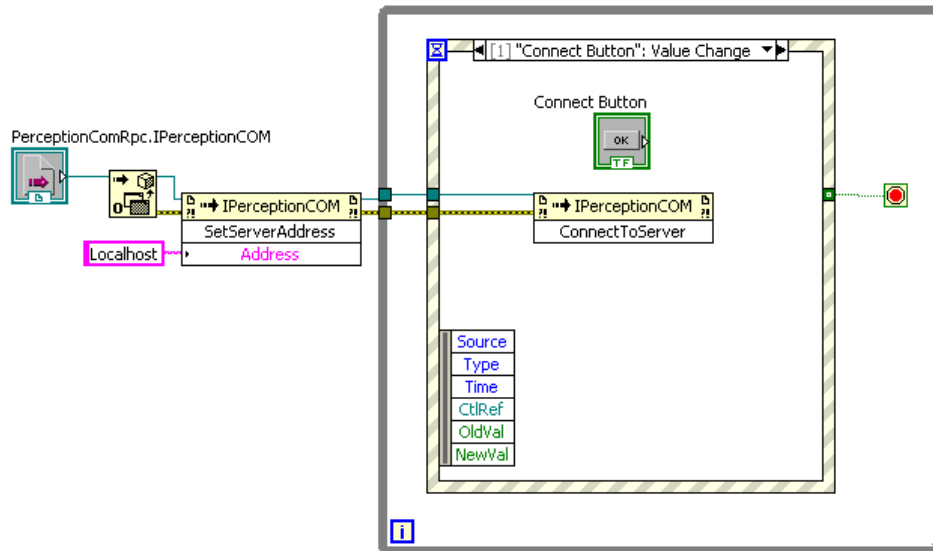 [1] "Connect Button": Value Change
Connect Button
OK
TF
PerceptionComRpc.IPerceptionCOM
IPerceptionCOM
SetServerAddress
Localhost
Address
IPerceptionCOM
ConnectToServer
Source
Type
Time
CtlRef
OldVal
NewVal
i